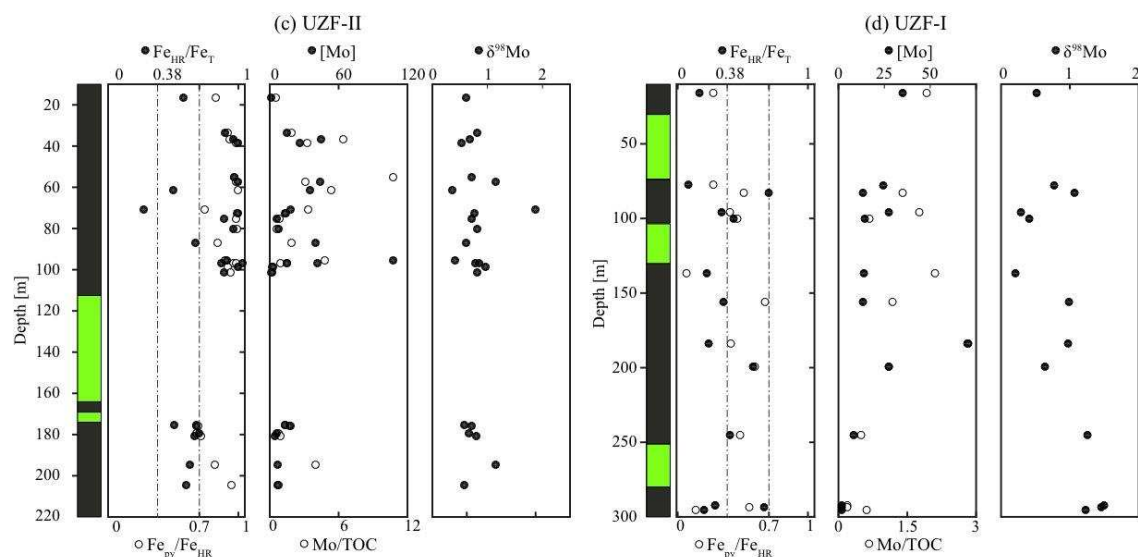 (c) UZF-II
● Fe_HR/Fe_T ● [Mo] ● δ⁹⁸Mo
0 0.38 1 0 60 120 0 1 2
Depth [m]
20
40
60
80
100
120
140
160
180
200
220
0 0.7 1 0 6 12
○ Fe_py/Fe_HR ○ Mo/TOC
(d) UZF-I
● Fe_HR/Fe_T ● [Mo] ● δ⁹⁸Mo
0 0.38 1 0 25 50 0 1 2
Depth [m]
50
100
150
200
250
300
0 0.7 1 0 1.5 3
○ Fe_py/Fe_HR ○ Mo/TOC